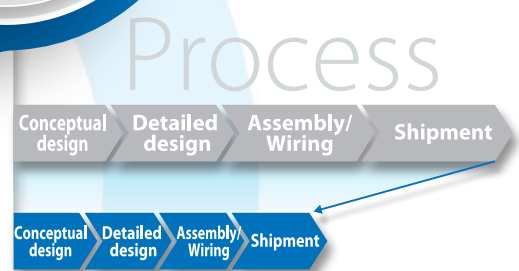 Process
Conceptual
design
Detailed
design
Assembly/
Wiring
Shipment
Conceptual
design
Detailed
design
Assembly/
Wiring
Shipment